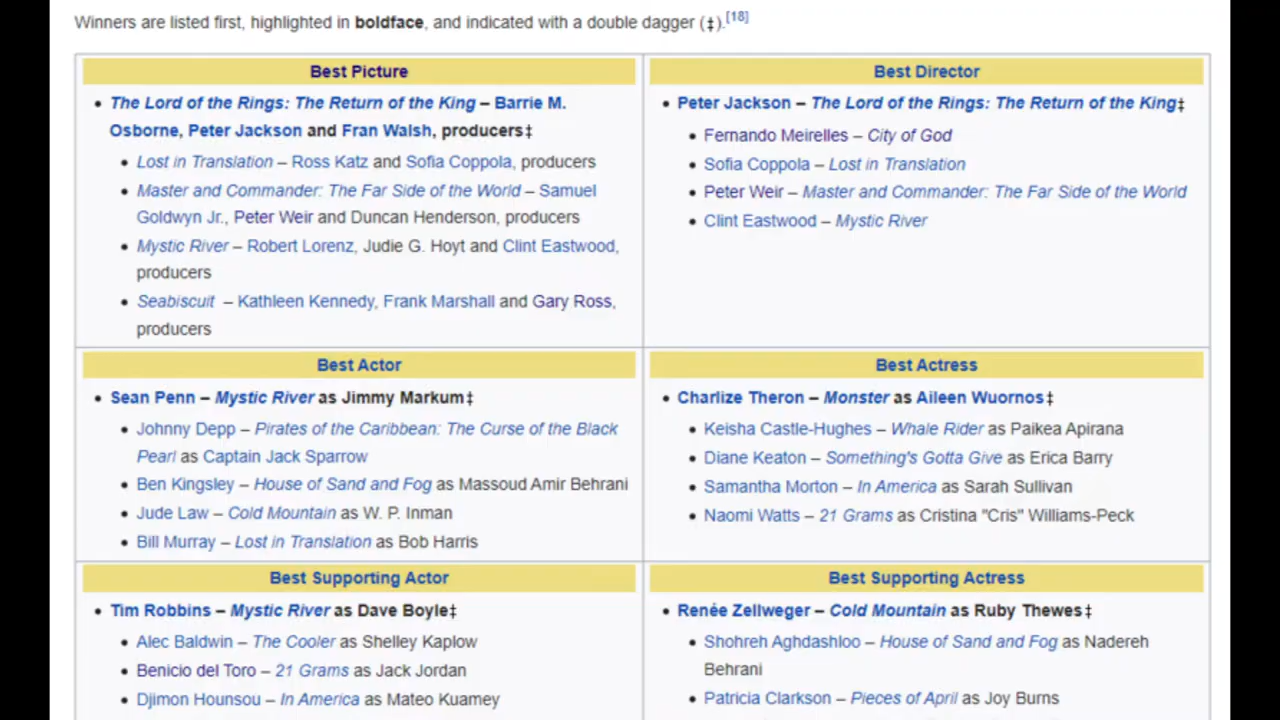 Winners are listed first, highlighted in boldface, and indicated with a double dagger (‡).[18]
Best Picture
The Lord of the Rings: The Return of the King – Barrie M.
Osborne, Peter Jackson and Fran Walsh, producers‡
Lost in Translation – Ross Katz and Sofia Coppola, producers
Master and Commander: The Far Side of the World – Samuel
Goldwyn Jr., Peter Weir and Duncan Henderson, producers
Mystic River – Robert Lorenz, Judie G. Hoyt and Clint Eastwood,
producers
Seabiscuit – Kathleen Kennedy, Frank Marshall and Gary Ross,
producers
Best Director
Peter Jackson – The Lord of the Rings: The Return of the King‡
Fernando Meirelles – City of God
Sofia Coppola – Lost in Translation
Peter Weir – Master and Commander: The Far Side of the World
Clint Eastwood – Mystic River
Best Actor
Sean Penn – Mystic River as Jimmy Markum‡
Johnny Depp – Pirates of the Caribbean: The Curse of the Black
Pearl as Captain Jack Sparrow
Ben Kingsley – House of Sand and Fog as Massoud Amir Behrani
Jude Law – Cold Mountain as W. P. Inman
Bill Murray – Lost in Translation as Bob Harris
Best Actress
Charlize Theron – Monster as Aileen Wuornos‡
Keisha Castle-Hughes – Whale Rider as Paikea Apirana
Diane Keaton – Something's Gotta Give as Erica Barry
Samantha Morton – In America as Sarah Sullivan
Naomi Watts – 21 Grams as Cristina "Cris" Williams-Peck
Best Supporting Actor
Tim Robbins – Mystic River as Dave Boyle‡
Alec Baldwin – The Cooler as Shelley Kaplow
Benicio del Toro – 21 Grams as Jack Jordan
Djimon Hounsou – In America as Mateo Kuamey
Best Supporting Actress
Renée Zellweger – Cold Mountain as Ruby Thewes‡
Shohreh Aghdashloo – House of Sand and Fog as Nadereh
Behrani
Patricia Clarkson – Pieces of April as Joy Burns